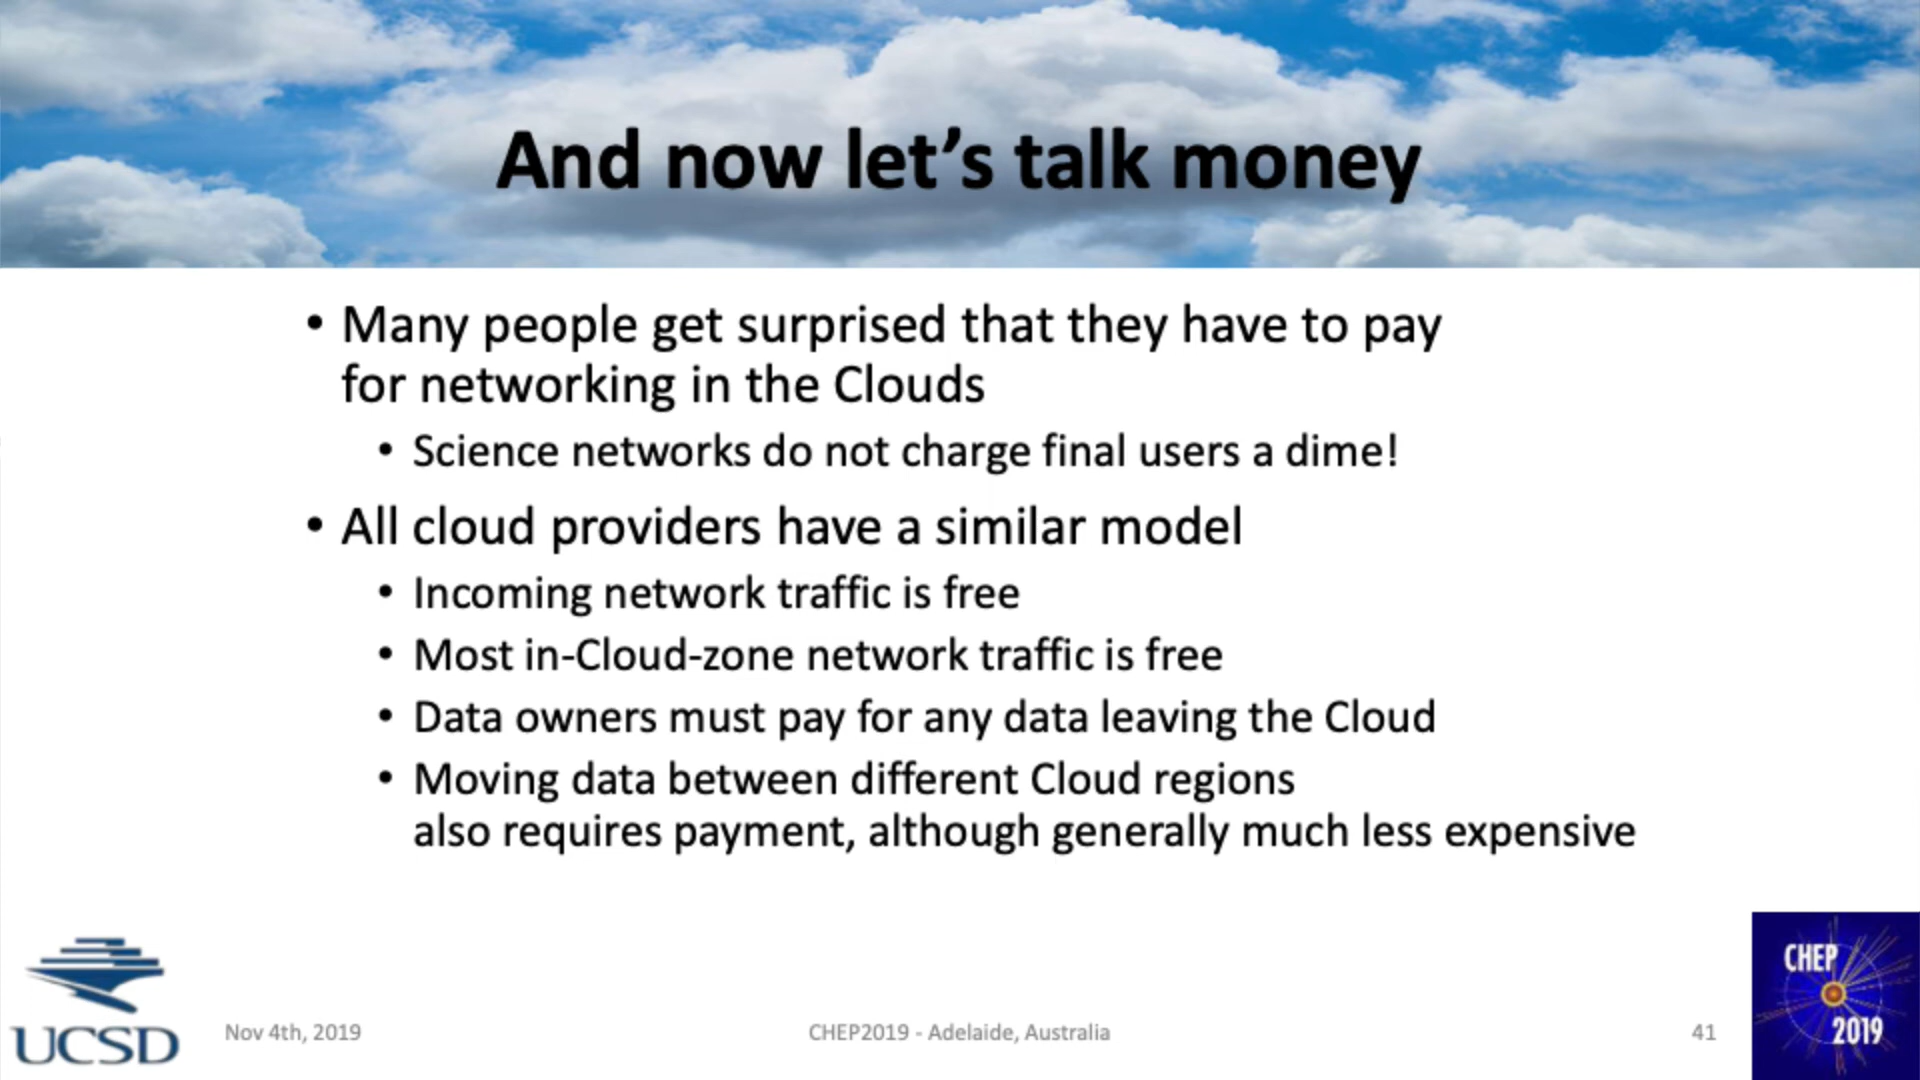 And now let’s talk money
• Many people get surprised that they have to pay
for networking in the Clouds
• Science networks do not charge final users a dime!
• All cloud providers have a similar model
• Incoming network traffic is free
• Most in-Cloud-zone network traffic is free
• Data owners must pay for any data leaving the Cloud
• Moving data between different Cloud regions
also requires payment, although generally much less expensive
UCSD
Nov 4th, 2019
CHEP2019 - Adelaide, Australia
41
CHEP
2019